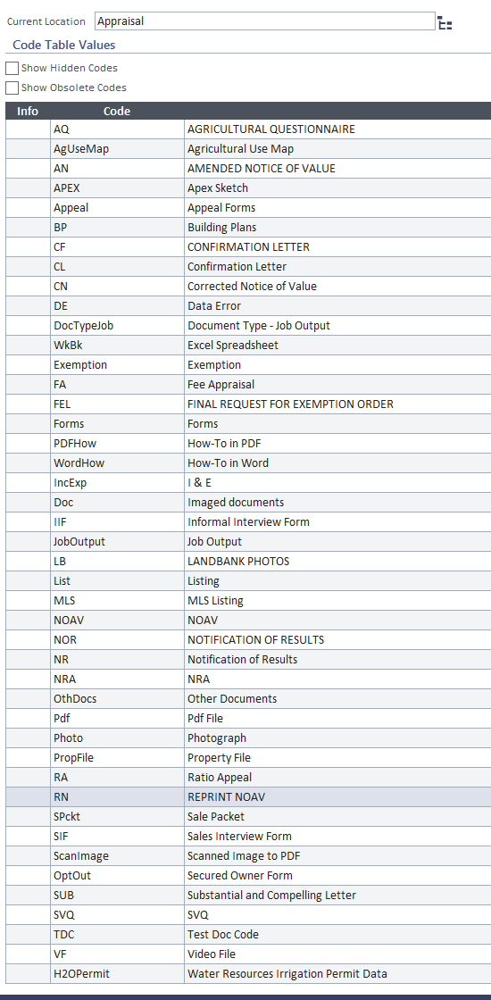 Current Location Appraisal
Code Table Values
Show Hidden Codes
Show Obsolete Codes
Info Code
AQ AGRICULTURAL QUESTIONNAIRE
AgUseMap Agricultural Use Map
AN AMENDED NOTICE OF VALUE
APEX Apex Sketch
Appeal Appeal Forms
BP Building Plans
CF CONFIRMATION LETTER
CL Confirmation Letter
CN Corrected Notice of Value
DE Data Error
DocTypeJob Document Type - Job Output
WkBk Excel Spreadsheet
Exemption Exemption
FA Fee Appraisal
FEL FINAL REQUEST FOR EXEMPTION ORDER
Forms Forms
PDFHow How-To in PDF
WordHow How-To in Word
IncExp I & E
Doc Imaged documents
IIF Informal Interview Form
JobOutput Job Output
LB LANDBANK PHOTOS
List Listing
MLS MLS Listing
NOAV NOAV
NOR NOTIFICATION OF RESULTS
NR Notification of Results
NRA NRA
OthDocs Other Documents
Pdf Pdf File
Photo Photograph
PropFile Property File
RA Ratio Appeal
RN REPRINT NOAV
SPckt Sale Packet
SIF Sales Interview Form
ScanImage Scanned Image to PDF
OptOut Secured Owner Form
SUB Substantial and Compelling Letter
SVQ SVQ
TDC Test Doc Code
VF Video File
H2OPermit Water Resources Irrigation Permit Data